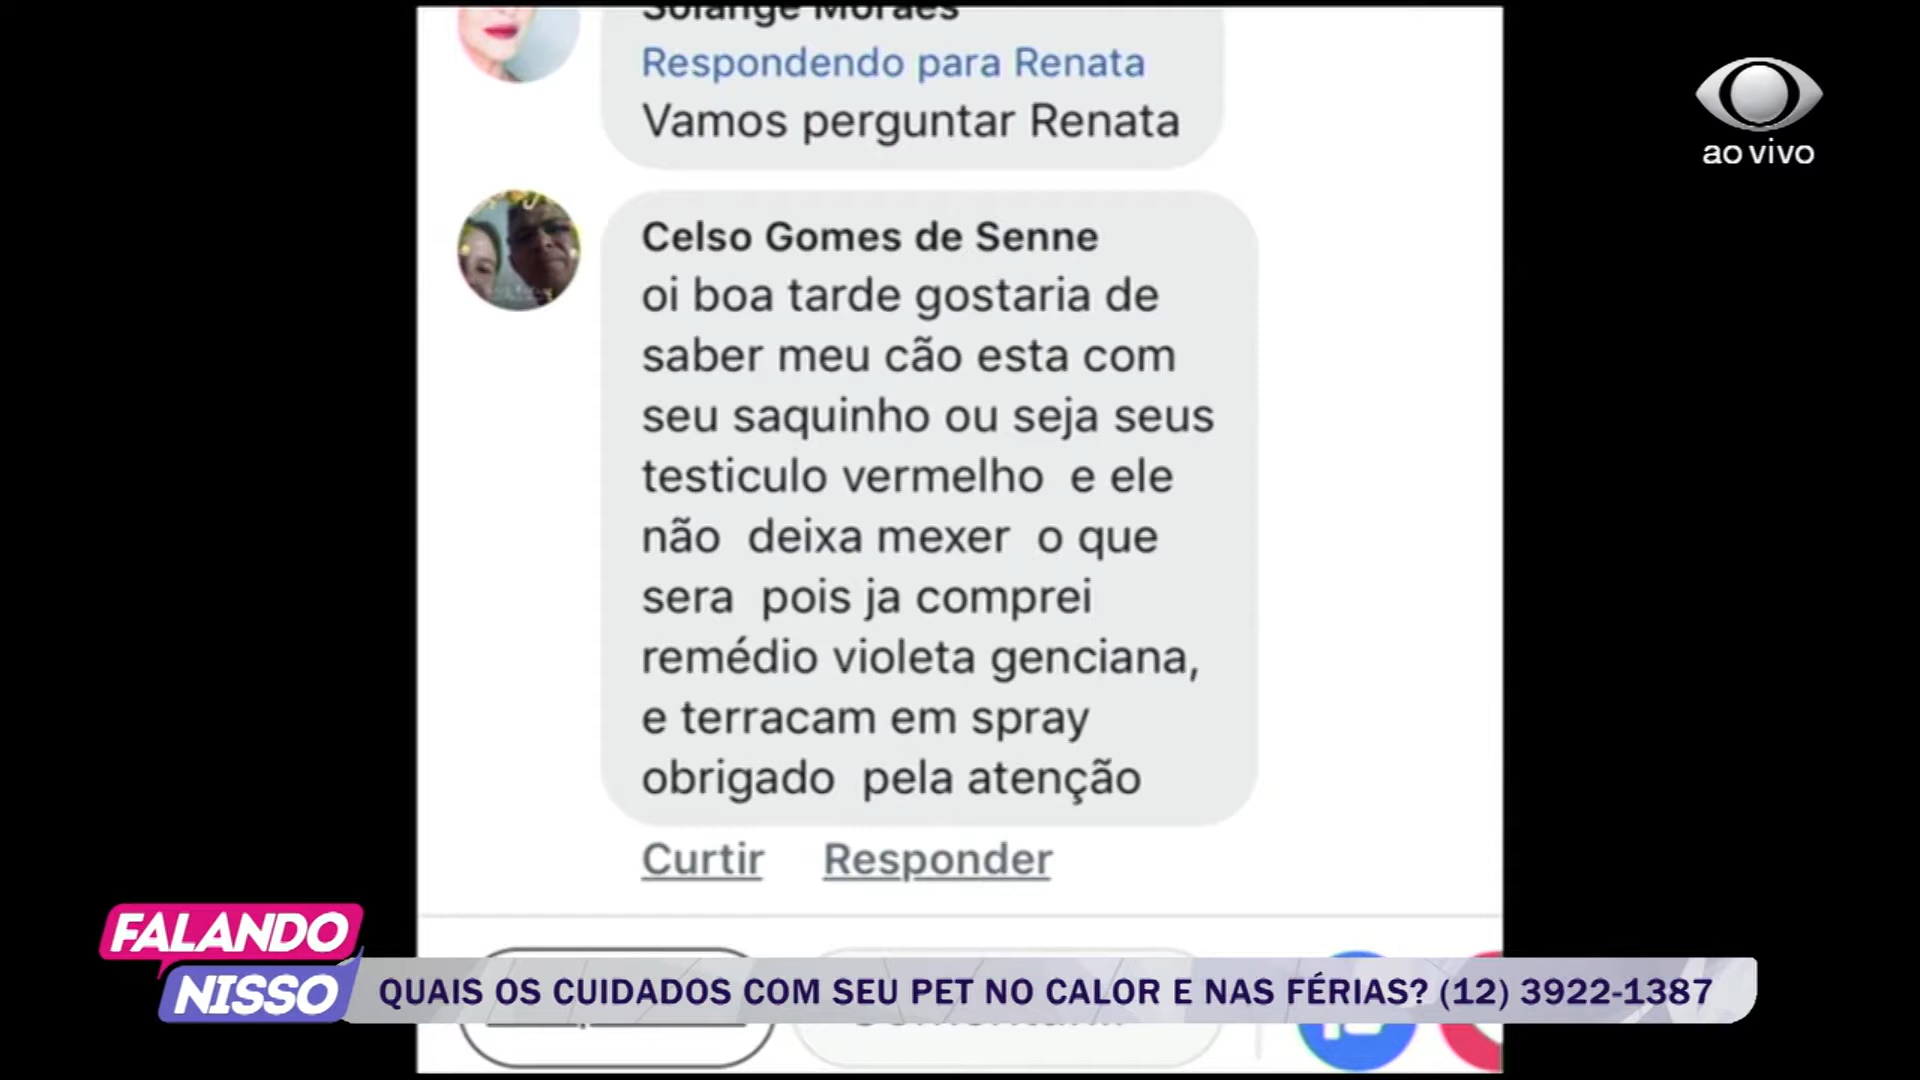 Solange Moraes
Respondendo para Renata
Vamos perguntar Renata
ao vivo
Celso Gomes de Senne
oi boa tarde gostaria de
saber meu cão esta com
seu saquinho ou seja seus
testiculo vermelho e ele
não deixa mexer o que
sera pois ja comprei
remédio violeta genciana,
e terracam em spray
obrigado pela atenção
Curtir Responder
FALANDO
NISSO
QUAIS OS CUIDADOS COM SEU PET NO CALOR E NAS FÉRIAS? (12) 3922-1387